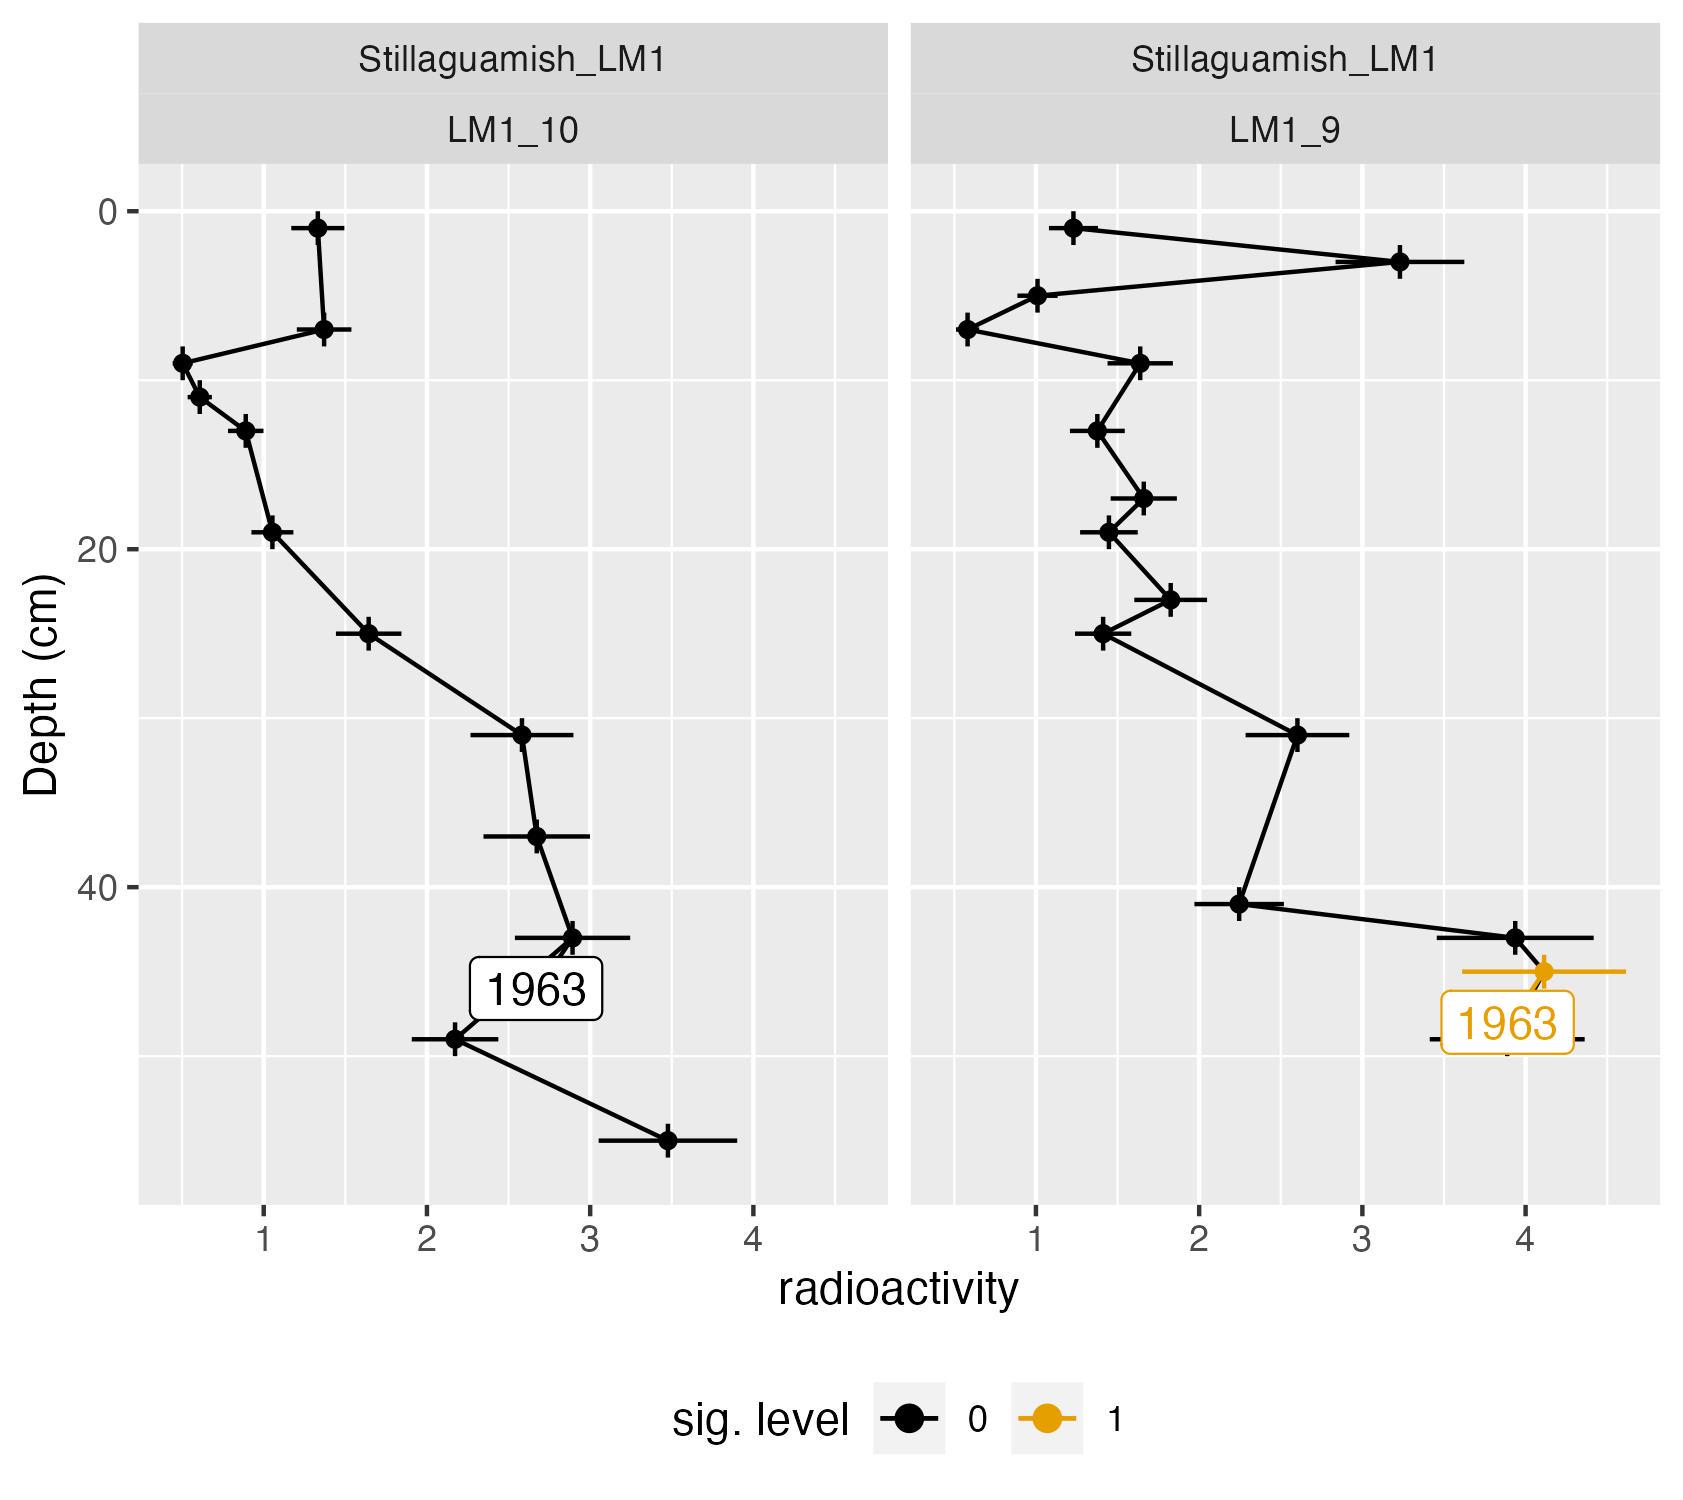 Stillaguamish_LM1 Stillaguamish_LM1
LM1_10 LM1_9
0
20
40
Depth (cm)
1963
1963
1 2 3 4 1 2 3 4
radioactivity
sig. level 0 1